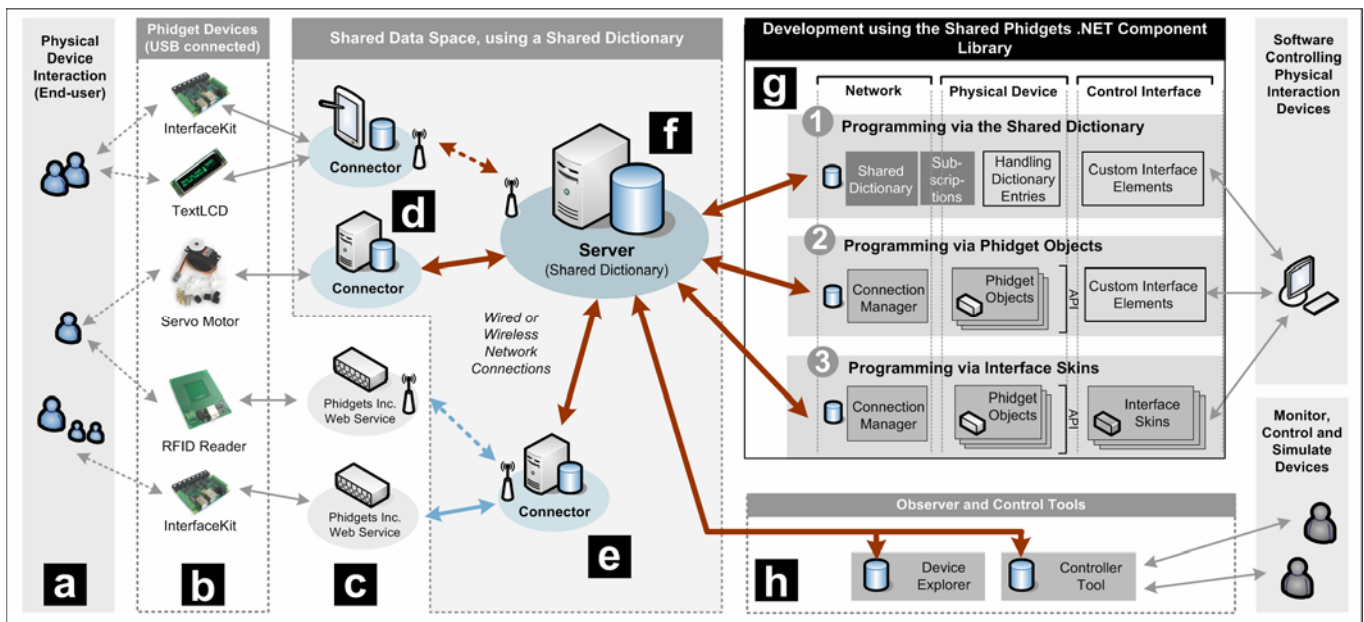 Physical
Device
Interaction
(End-user)
a
Phidget Devices
(USB connected)
InterfaceKit
TextLCD
Servo Motor
RFID Reader
InterfaceKit
b
Shared Data Space, using a Shared Dictionary
Connector
d
Connector
Phidgets Inc.
Web Service
Phidgets Inc.
Web Service
c
f
Server
(Shared Dictionary)
Wired or
Wireless
Network
Connections
Connector
e
Development using the Shared Phidgets .NET Component
Library
g
Network
Physical Device
Control Interface
1 Programming via the Shared Dictionary
Shared
Dictionary
Sub-
scrip-
tions
Handling
Dictionary
Entries
Custom Interface
Elements
2 Programming via Phidget Objects
Connection
Manager
Phidget
Objects
API
Custom Interface
Elements
3 Programming via Interface Skins
Connection
Manager
Phidget
Objects
API
Interface
Skins
Software
Controlling
Physical
Interaction
Devices
Observer and Control Tools
h
Device
Explorer
Controller
Tool
Monitor,
Control and
Simulate
Devices